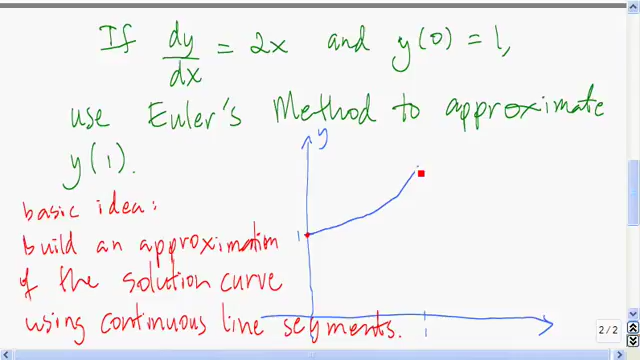 If dy/dx = 2x and y(0) = 1,
use Euler's Method to approximate
y(1).
y
basic idea:
build an approximation
1
of the solution curve
using continuous line segments.
1
2/2